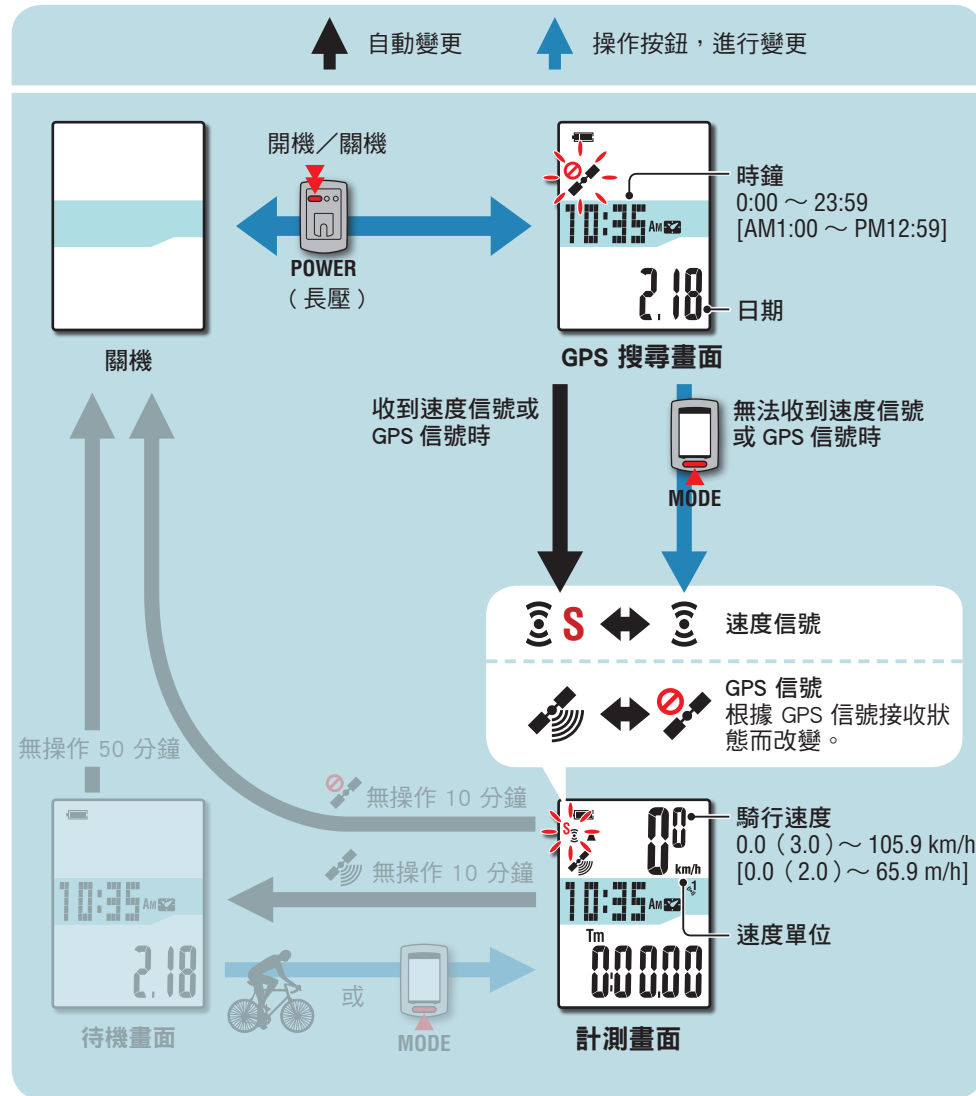 自動變更
操作按鈕，進行變更
開機／關機
POWER
（長壓）
關機
10:35 AM
2.18
時鐘
0:00 ～ 23:59
[AM1:00 ～ PM12:59]
日期
GPS 搜尋畫面
收到速度信號或
GPS 信號時
無法收到速度信號
或 GPS 信號時
MODE
S
速度信號
GPS 信號
根據 GPS 信號接收狀
態而改變。
無操作 50 分鐘
無操作 10 分鐘
無操作 10 分鐘
S
0.0
km/h
1
10:35 AM
Tm
0:00.00
騎行速度
0.0（3.0）～ 105.9 km/h
[0.0（2.0）～ 65.9 m/h]
速度單位
計測畫面
10:35 AM
2.18
待機畫面
或
MODE